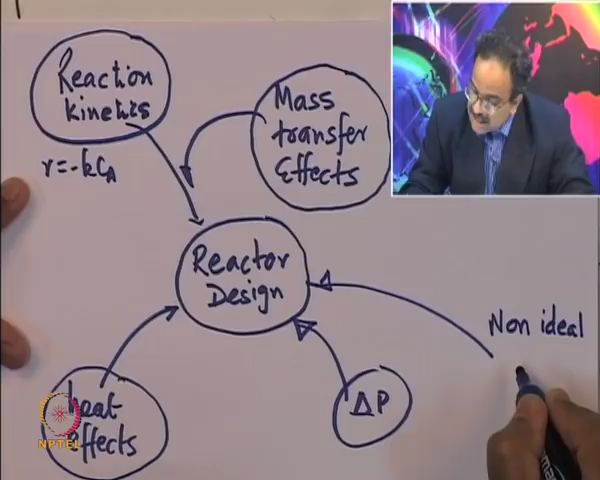 Reaction
kinetics
r=-kCA
Mass
transfer
Effects
Reactor
Design
Non ideal
ΔP
heat
effects
NPTEL